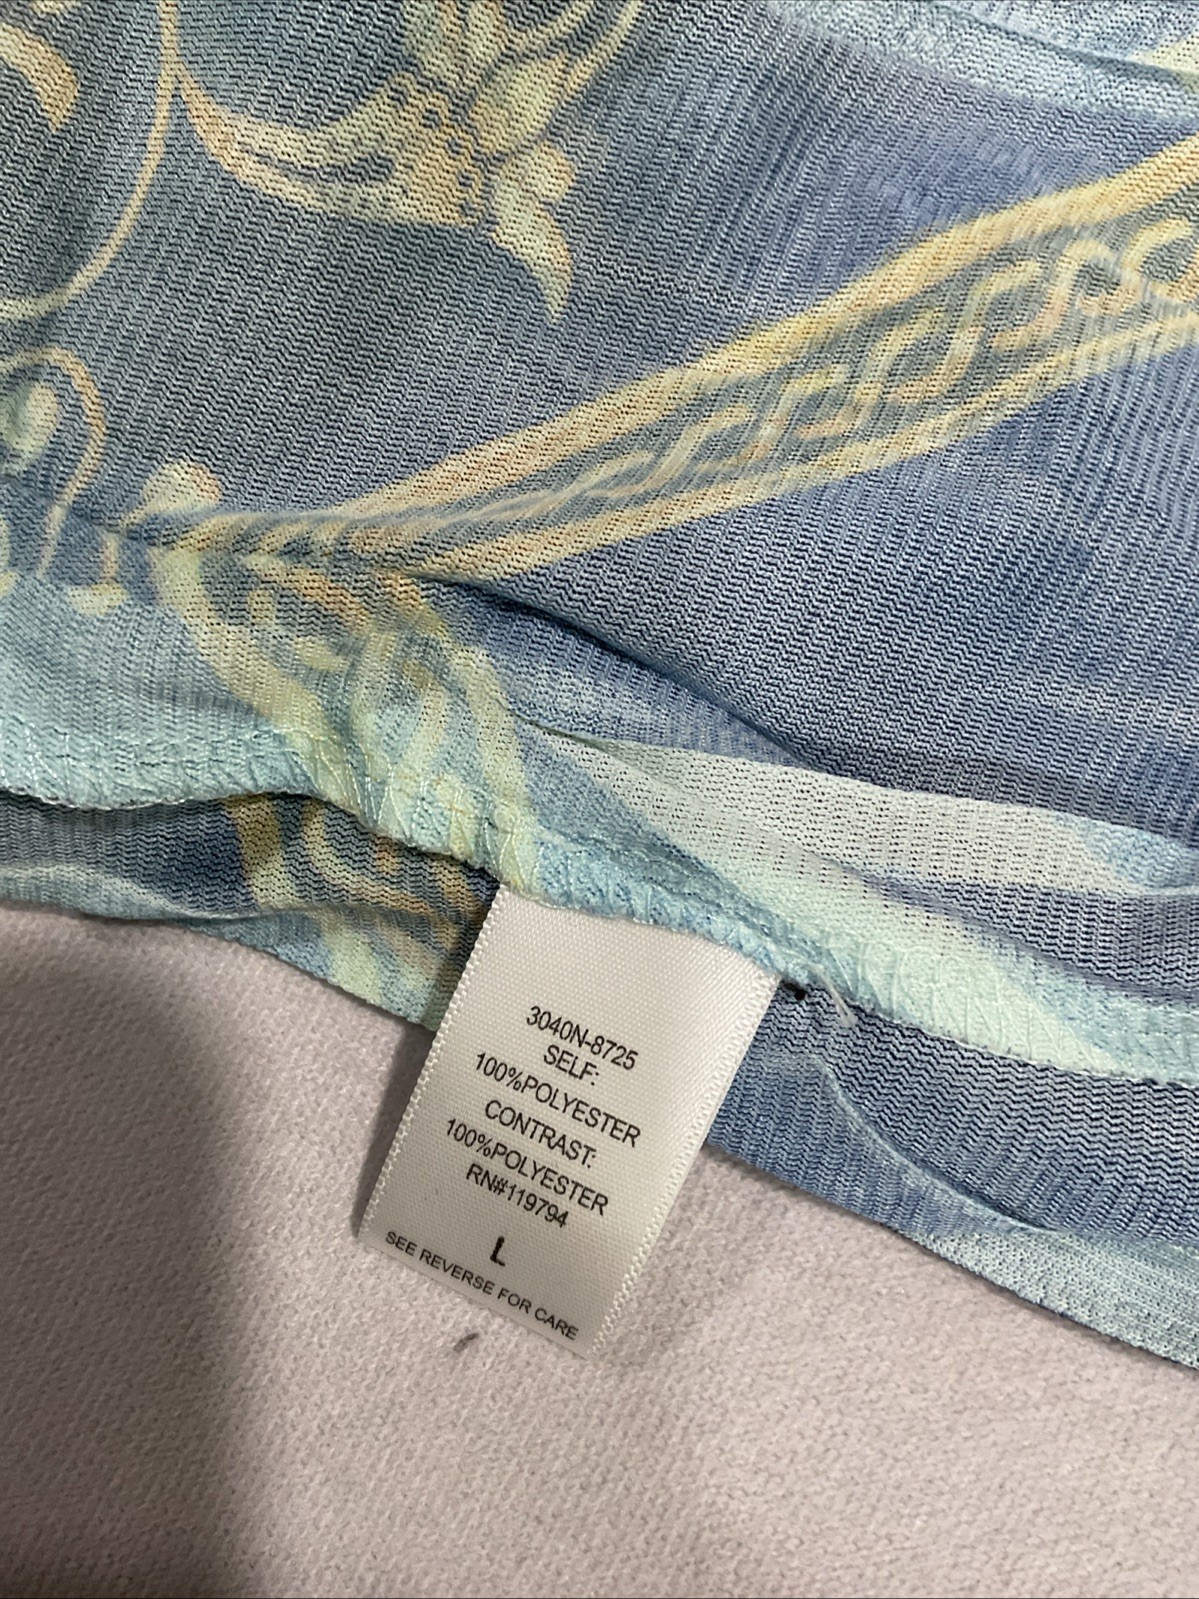 3040N-8725
SELF:
100%POLYESTER
CONTRAST:
100%POLYESTER
RN#119794
L
SEE REVERSE FOR CARE